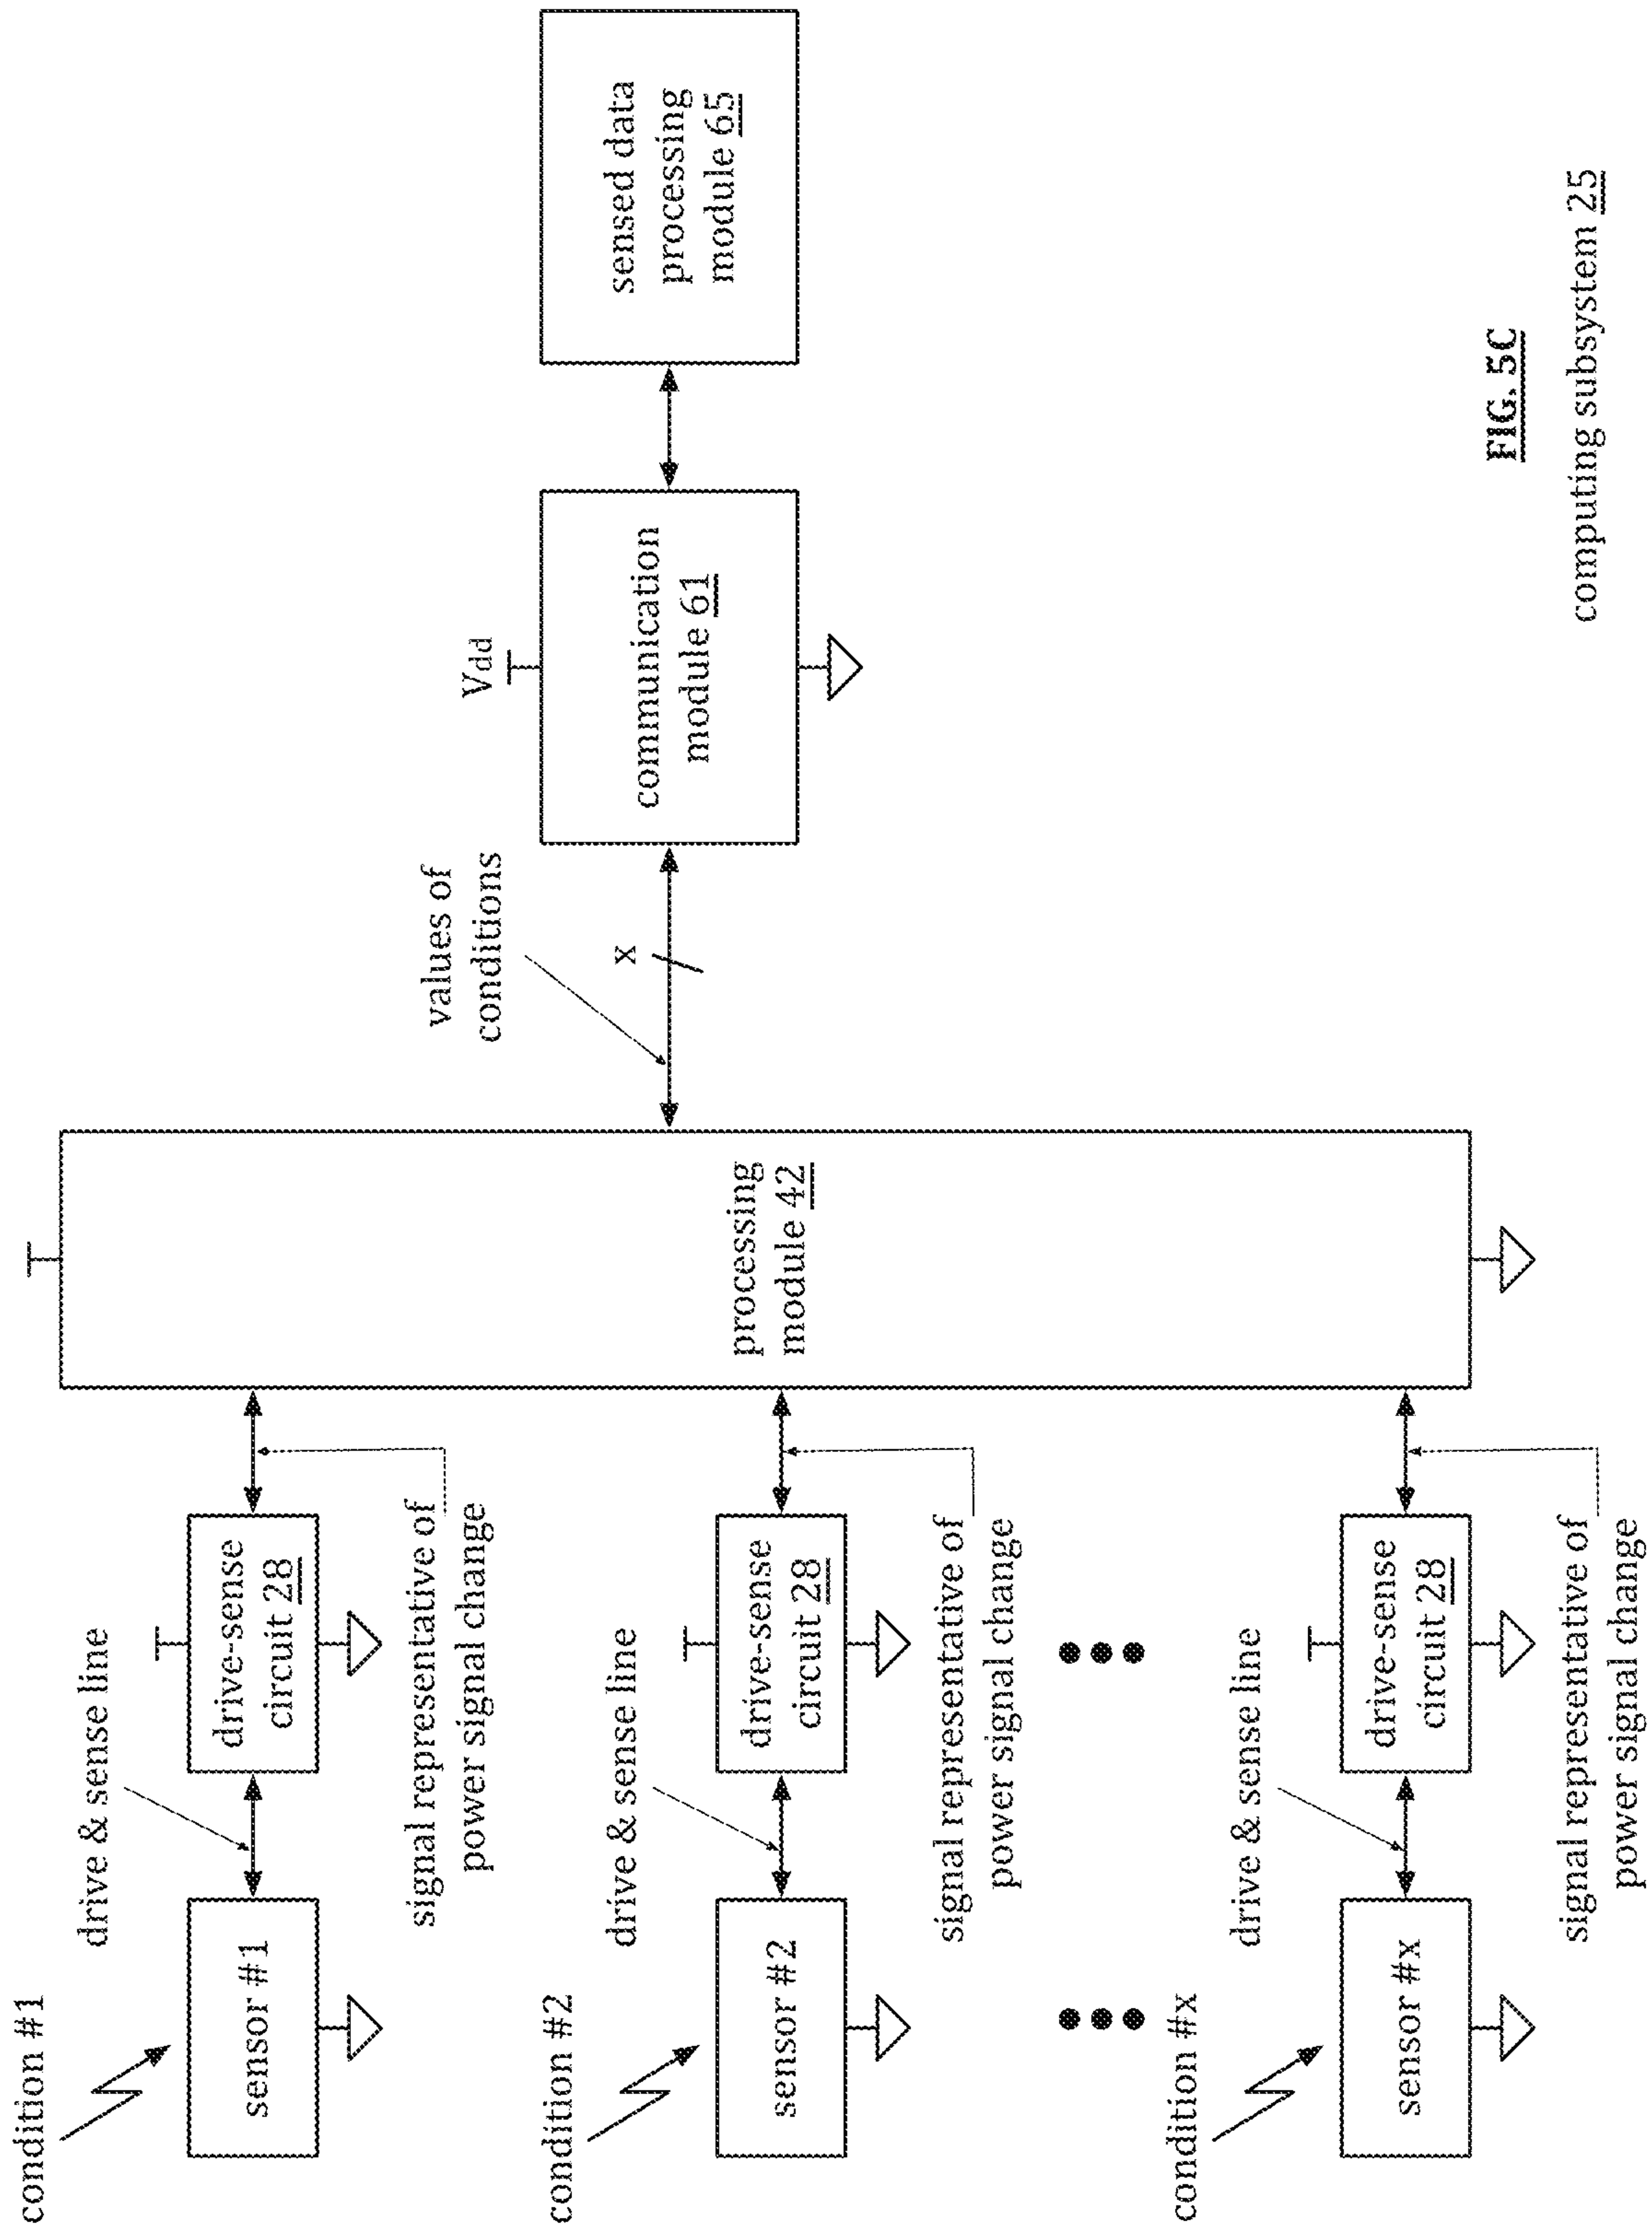 condition #1
drive & sense line
sensor #1
drive-sense
circuit 28
signal representative of
power signal change
condition #2
drive & sense line
sensor #2
drive-sense
circuit 28
signal representative of
power signal change
condition #x
drive & sense line
sensor #x
drive-sense
circuit 28
signal representative of
power signal change
processing
module 42
values of
conditions
x
Vdd
communication
module 61
sensed data
processing
module 65
FIG. 5C
computing subsystem 25